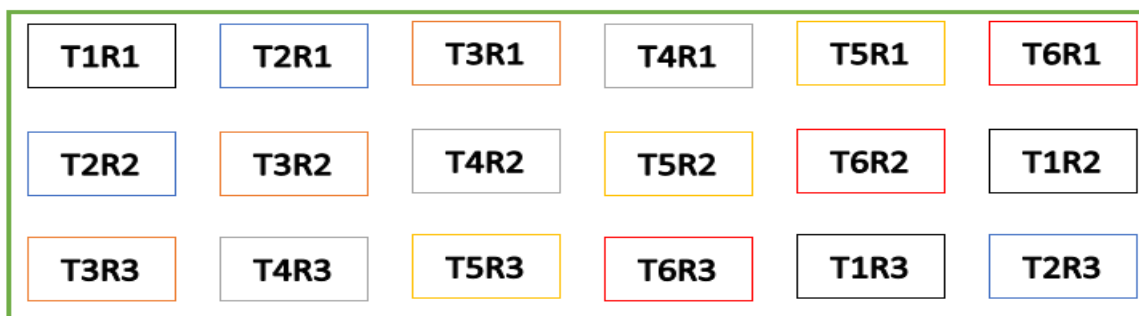 T1R1 T2R1 T3R1 T4R1 T5R1 T6R1
T2R2 T3R2 T4R2 T5R2 T6R2 T1R2
T3R3 T4R3 T5R3 T6R3 T1R3 T2R3